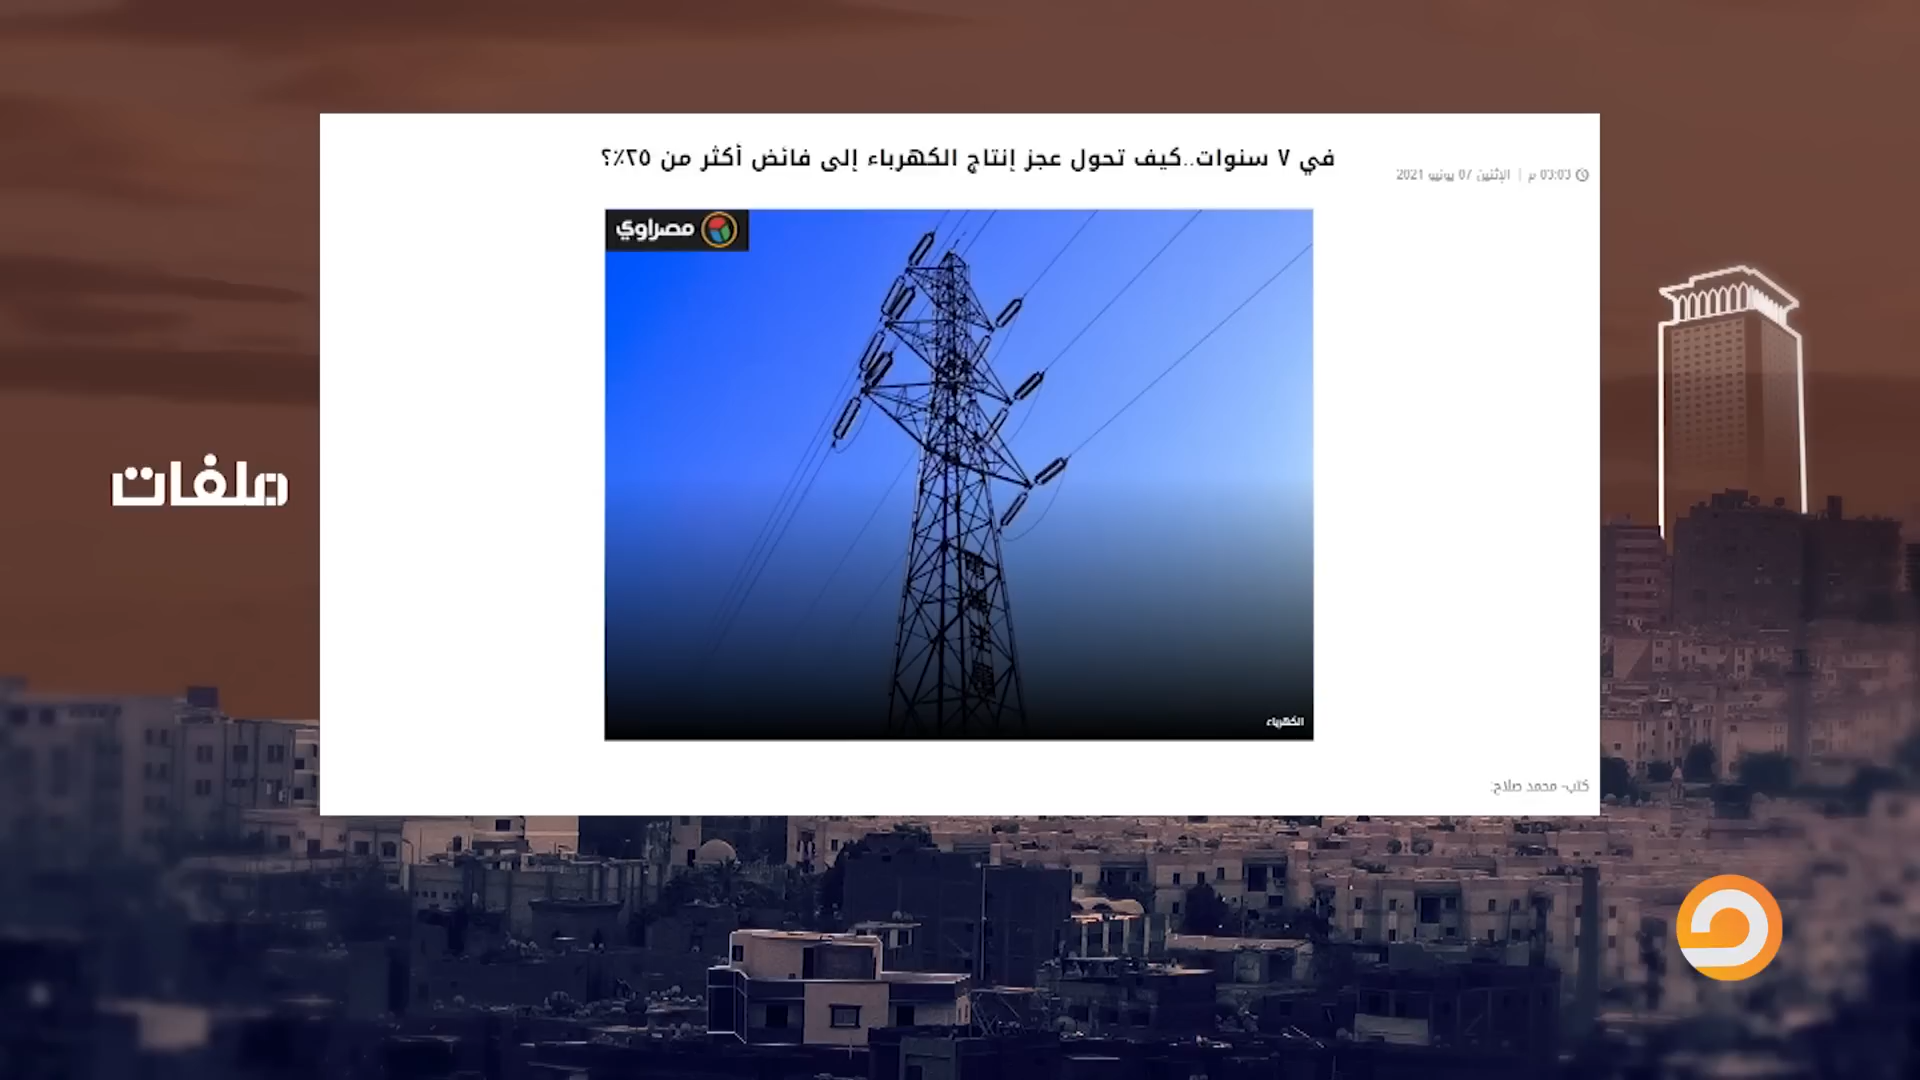 في ٧ سنوات..كيف تحول عجز إنتاج الكهرباء إلى فائض أكثر من ٢٥٪؟
03:03 م | الإثنين 07 يونيو 2021
مصراوي
ملفات
الكهرباء
كتب- محمد صلاح: